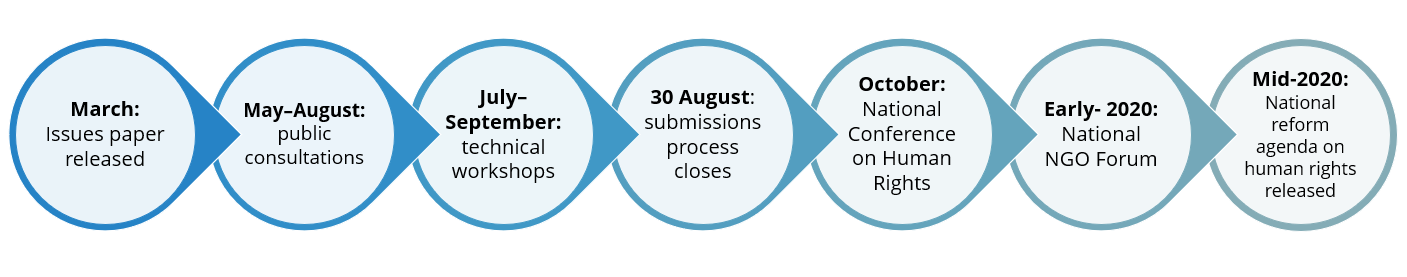 March:
Issues paper
released
May–August:
public
consultations
July–
September:
technical
workshops
30 August:
submissions
process
closes
October:
National
Conference
on Human
Rights
Early- 2020:
National
NGO Forum
Mid-2020:
National
reform
agenda on
human rights
released